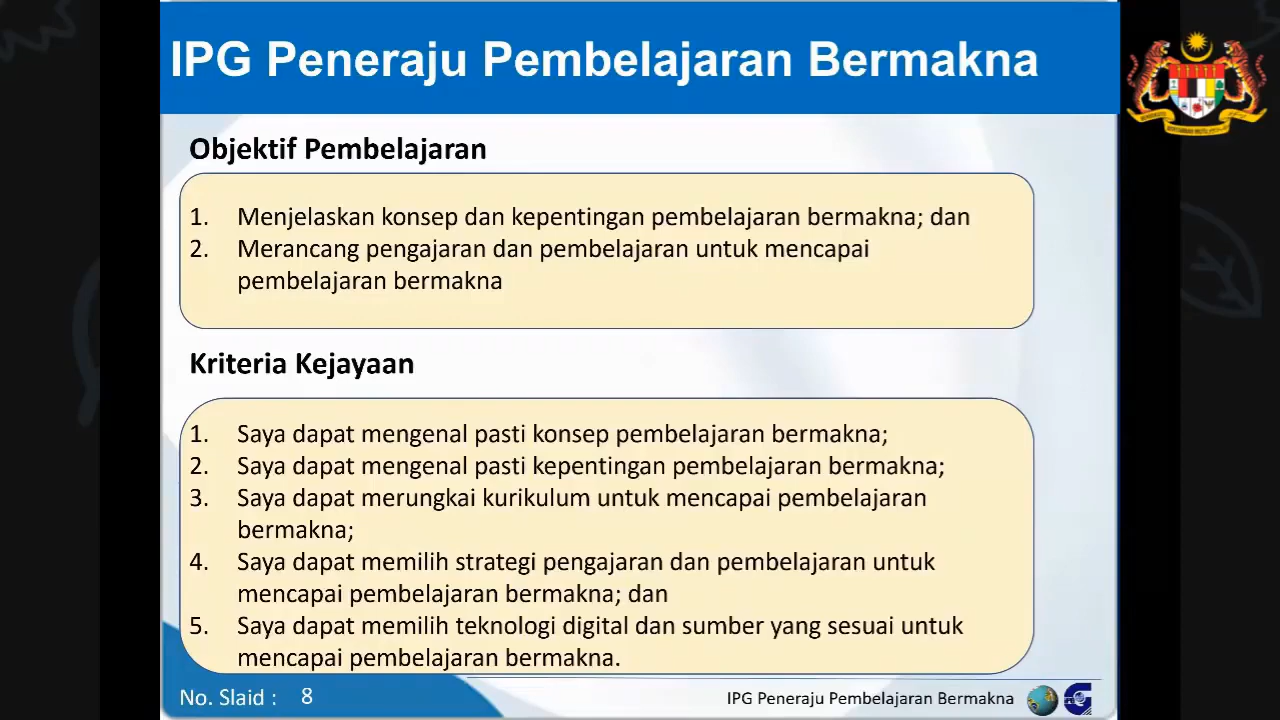 IPG Peneraju Pembelajaran Bermakna
Objektif Pembelajaran
1. Menjelaskan konsep dan kepentingan pembelajaran bermakna; dan
2. Merancang pengajaran dan pembelajaran untuk mencapai
pembelajaran bermakna
Kriteria Kejayaan
1. Saya dapat mengenal pasti konsep pembelajaran bermakna;
2. Saya dapat mengenal pasti kepentingan pembelajaran bermakna;
3. Saya dapat merungkai kurikulum untuk mencapai pembelajaran
bermakna;
4. Saya dapat memilih strategi pengajaran dan pembelajaran untuk
mencapai pembelajaran bermakna; dan
5. Saya dapat memilih teknologi digital dan sumber yang sesuai untuk
mencapai pembelajaran bermakna.
No. Slaid : 8
IPG Peneraju Pembelajaran Bermakna